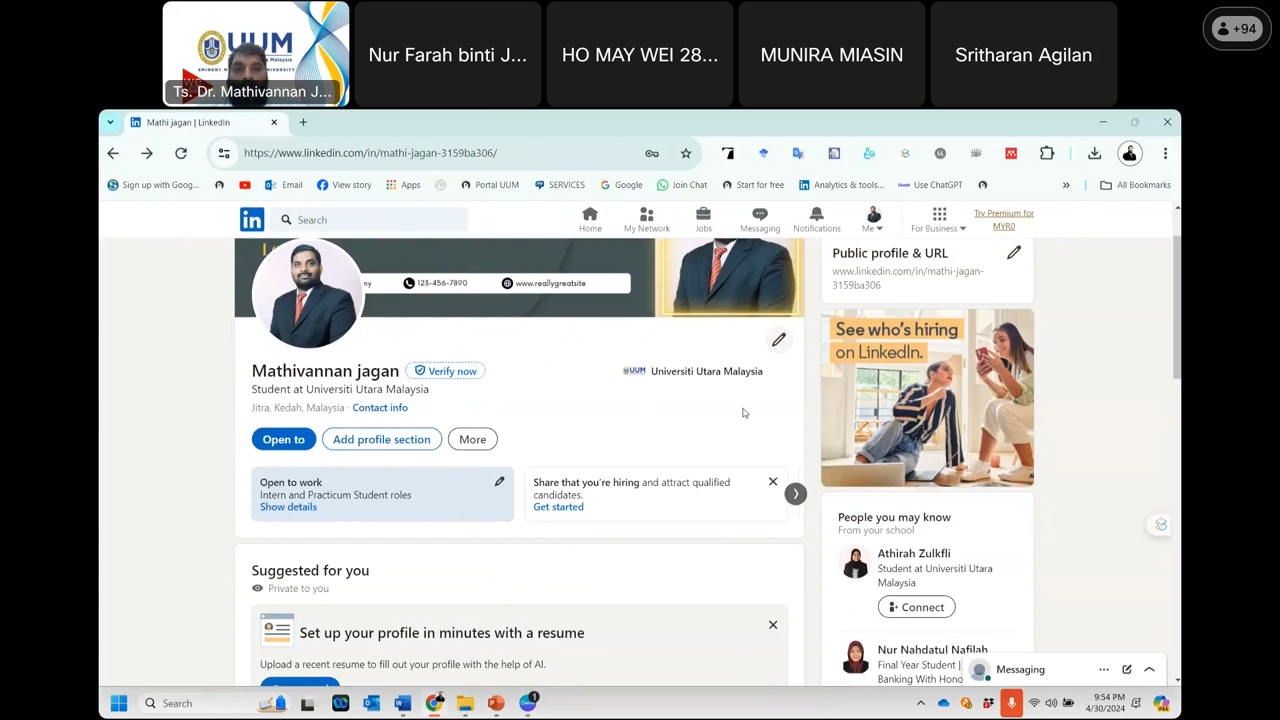 UUM
Ts. Dr. Mathivannan J...
Nur Farah binti J...
HO MAY WEI 28...
MUNIRA MIASIN
Sritharan Agilan
+94
Mathi jagan | LinkedIn
https://www.linkedin.com/in/mathi-jagan-3159ba306/
Sign up with Goog...
Email
View story
Apps
Portal UUM
SERVICES
Google
Join Chat
Start for free
Analytics & tools...
Use ChatGPT
»
All Bookmarks
in
Search
Home
My Network
Jobs
Messaging
Notifications
Me
For Business
Try Premium for
MYR0
my
123-456-7890
www.reallygreatsite
Mathivannan jagan
Verify now
Student at Universiti Utara Malaysia
Jitra, Kedah, Malaysia · Contact info
UUM Universiti Utara Malaysia
Open to
Add profile section
More
Open to work
Intern and Practicum Student roles
Show details
Share that you're hiring and attract qualified
candidates.
Get started
Suggested for you
Private to you
Set up your profile in minutes with a resume
Upload a recent resume to fill out your profile with the help of AI.
Public profile & URL
www.linkedin.com/in/mathi-jagan-
3159ba306
See who's hiring
on LinkedIn.
People you may know
From your school
Athirah Zulkfli
Student at Universiti Utara
Malaysia
Connect
Nur Nahdatul Nafilah
Final Year Student |
Banking With Hono
Messaging
Search
9:54 PM
4/30/2024